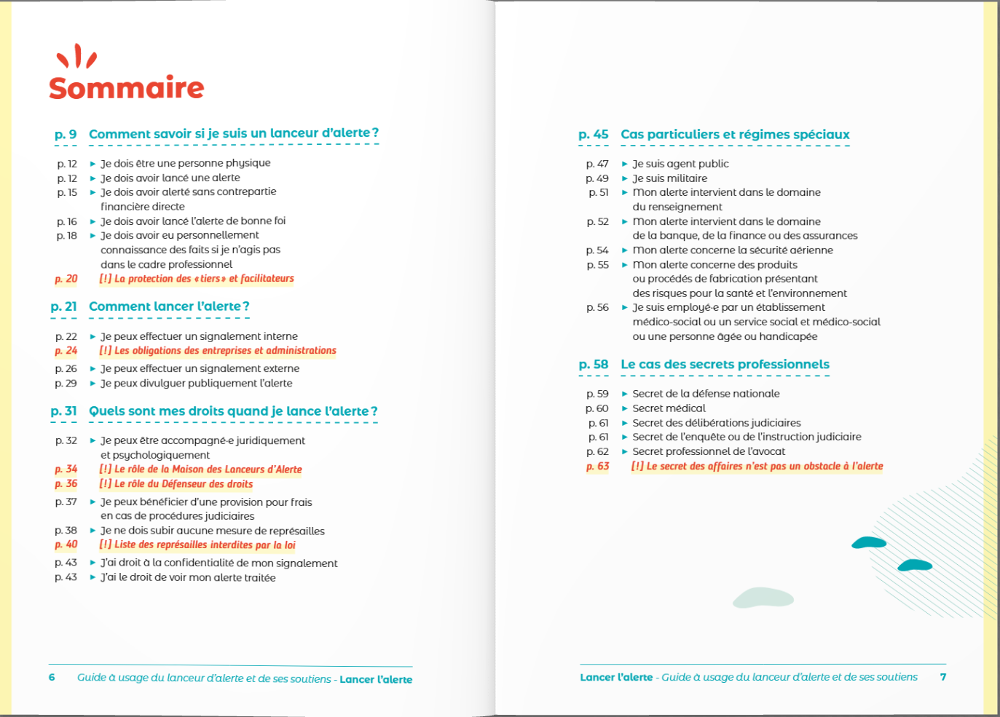 Sommaire
p. 9 Comment savoir si je suis un lanceur d’alerte ?
p. 12 ► Je dois être une personne physique
p. 12 ► Je dois avoir lancé une alerte
p. 15 ► Je dois avoir alerté sans contrepartie
financière directe
p. 16 ► Je dois avoir lancé l’alerte de bonne foi
p. 18 ► Je dois avoir eu personnellement
connaissance des faits si je n’agis pas
dans le cadre professionnel
p. 20 [!] La protection des « tiers » et facilitateurs
p. 21 Comment lancer l’alerte ?
p. 22 ► Je peux effectuer un signalement interne
p. 24 [!] Les obligations des entreprises et administrations
p. 26 ► Je peux effectuer un signalement externe
p. 29 ► Je peux divulguer publiquement l’alerte
p. 31 Quels sont mes droits quand je lance l’alerte ?
p. 32 ► Je peux être accompagné·e juridiquement
et psychologiquement
p. 34 [!] Le rôle de la Maison des Lanceurs d’Alerte
p. 36 [!] Le rôle du Défenseur des droits
p. 37 ► Je peux bénéficier d’une provision pour frais
en cas de procédures judiciaires
p. 38 ► Je ne dois subir aucune mesure de représailles
p. 40 [!] Liste des représailles interdites par la loi
p. 43 ► J’ai droit à la confidentialité de mon signalement
p. 43 ► J’ai le droit de voir mon alerte traitée
6 Guide à usage du lanceur d’alerte et de ses soutiens - Lancer l’alerte
p. 45 Cas particuliers et régimes spéciaux
p. 47 ► Je suis agent public
p. 49 ► Je suis militaire
p. 51 ► Mon alerte intervient dans le domaine
du renseignement
p. 52 ► Mon alerte intervient dans le domaine
de la banque, de la finance ou des assurances
p. 54 ► Mon alerte concerne la sécurité aérienne
p. 55 ► Mon alerte concerne des produits
ou procédés de fabrication présentant
des risques pour la santé et l’environnement
p. 56 ► Je suis employé·e par un établissement
médico-social ou un service social et médico-social
ou une personne âgée ou handicapée
p. 58 Le cas des secrets professionnels
p. 59 ► Secret de la défense nationale
p. 60 ► Secret médical
p. 61 ► Secret des délibérations judiciaires
p. 61 ► Secret de l’enquête ou de l’instruction judiciaire
p. 62 ► Secret professionnel de l’avocat
p. 63 [!] Le secret des affaires n’est pas un obstacle à l’alerte
Lancer l’alerte - Guide à usage du lanceur d’alerte et de ses soutiens 7